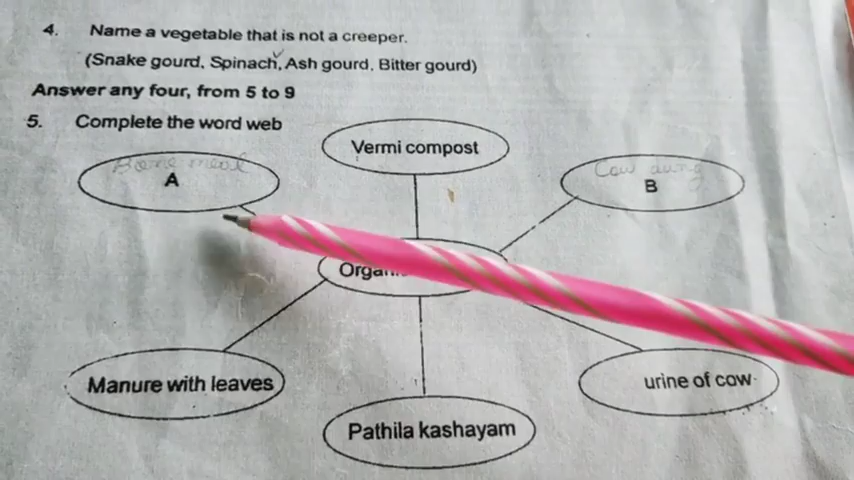 4. Name a vegetable that is not a creeper.
(Snake gourd, Spinach, Ash gourd, Bitter gourd)
Answer any four, from 5 to 9
5. Complete the word web
Vermi compost
Bone meal
A
Cow dung
B
Manure with leaves
urine of cow
Pathila kashayam